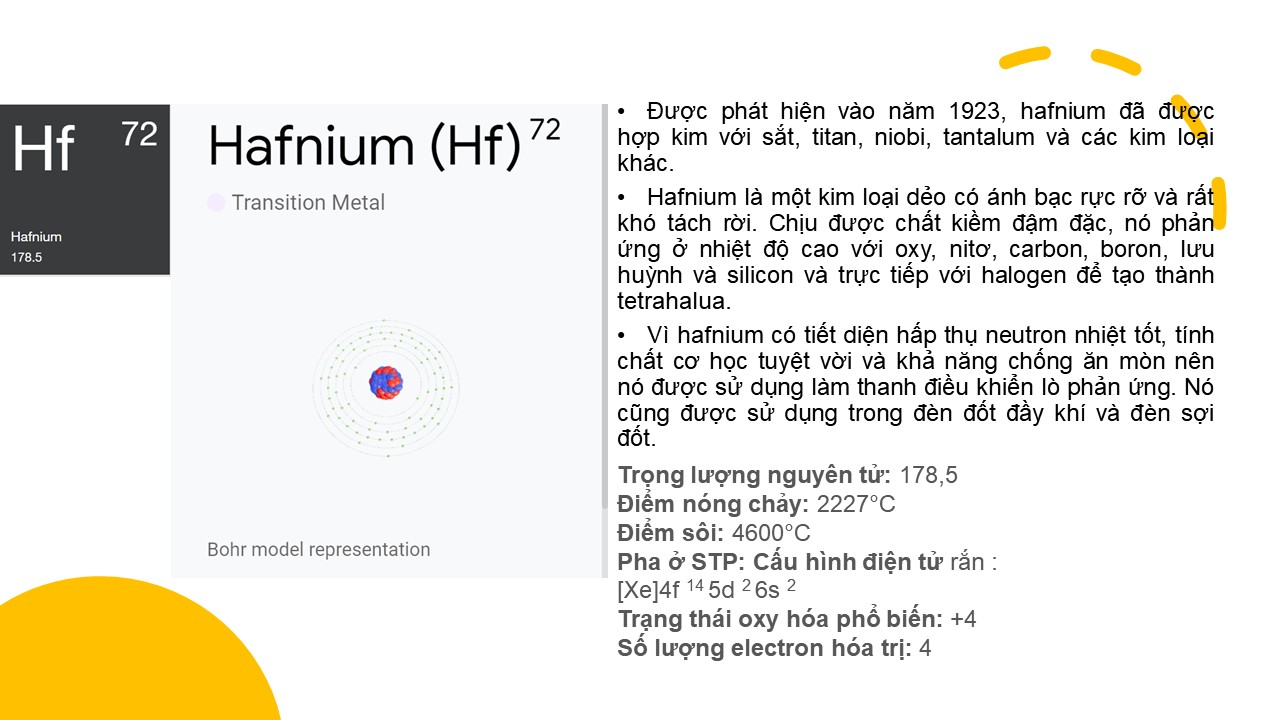 Hf 72
Hafnium
178.5
Hafnium (Hf) 72
Transition Metal
Bohr model representation
• Được phát hiện vào năm 1923, hafnium đã được
hợp kim với sắt, titan, niobi, tantalum và các kim loại
khác.
• Hafnium là một kim loại dẻo có ánh bạc rực rỡ và rất
khó tách rời. Chịu được chất kiềm đậm đặc, nó phản
ứng ở nhiệt độ cao với oxy, nitơ, carbon, boron, lưu
huỳnh và silicon và trực tiếp với halogen để tạo thành
tetrahalua.
• Vì hafnium có tiết diện hấp thụ neutron nhiệt tốt, tính
chất cơ học tuyệt vời và khả năng chống ăn mòn nên
nó được sử dụng làm thanh điều khiển lò phản ứng. Nó
cũng được sử dụng trong đèn đốt đầy khí và đèn sợi
đốt.
Trọng lượng nguyên tử: 178,5
Điểm nóng chảy: 2227°C
Điểm sôi: 4600°C
Pha ở STP: Cấu hình điện tử rắn :
[Xe]4f 14 5d 2 6s 2
Trạng thái oxy hóa phổ biến: +4
Số lượng electron hóa trị: 4